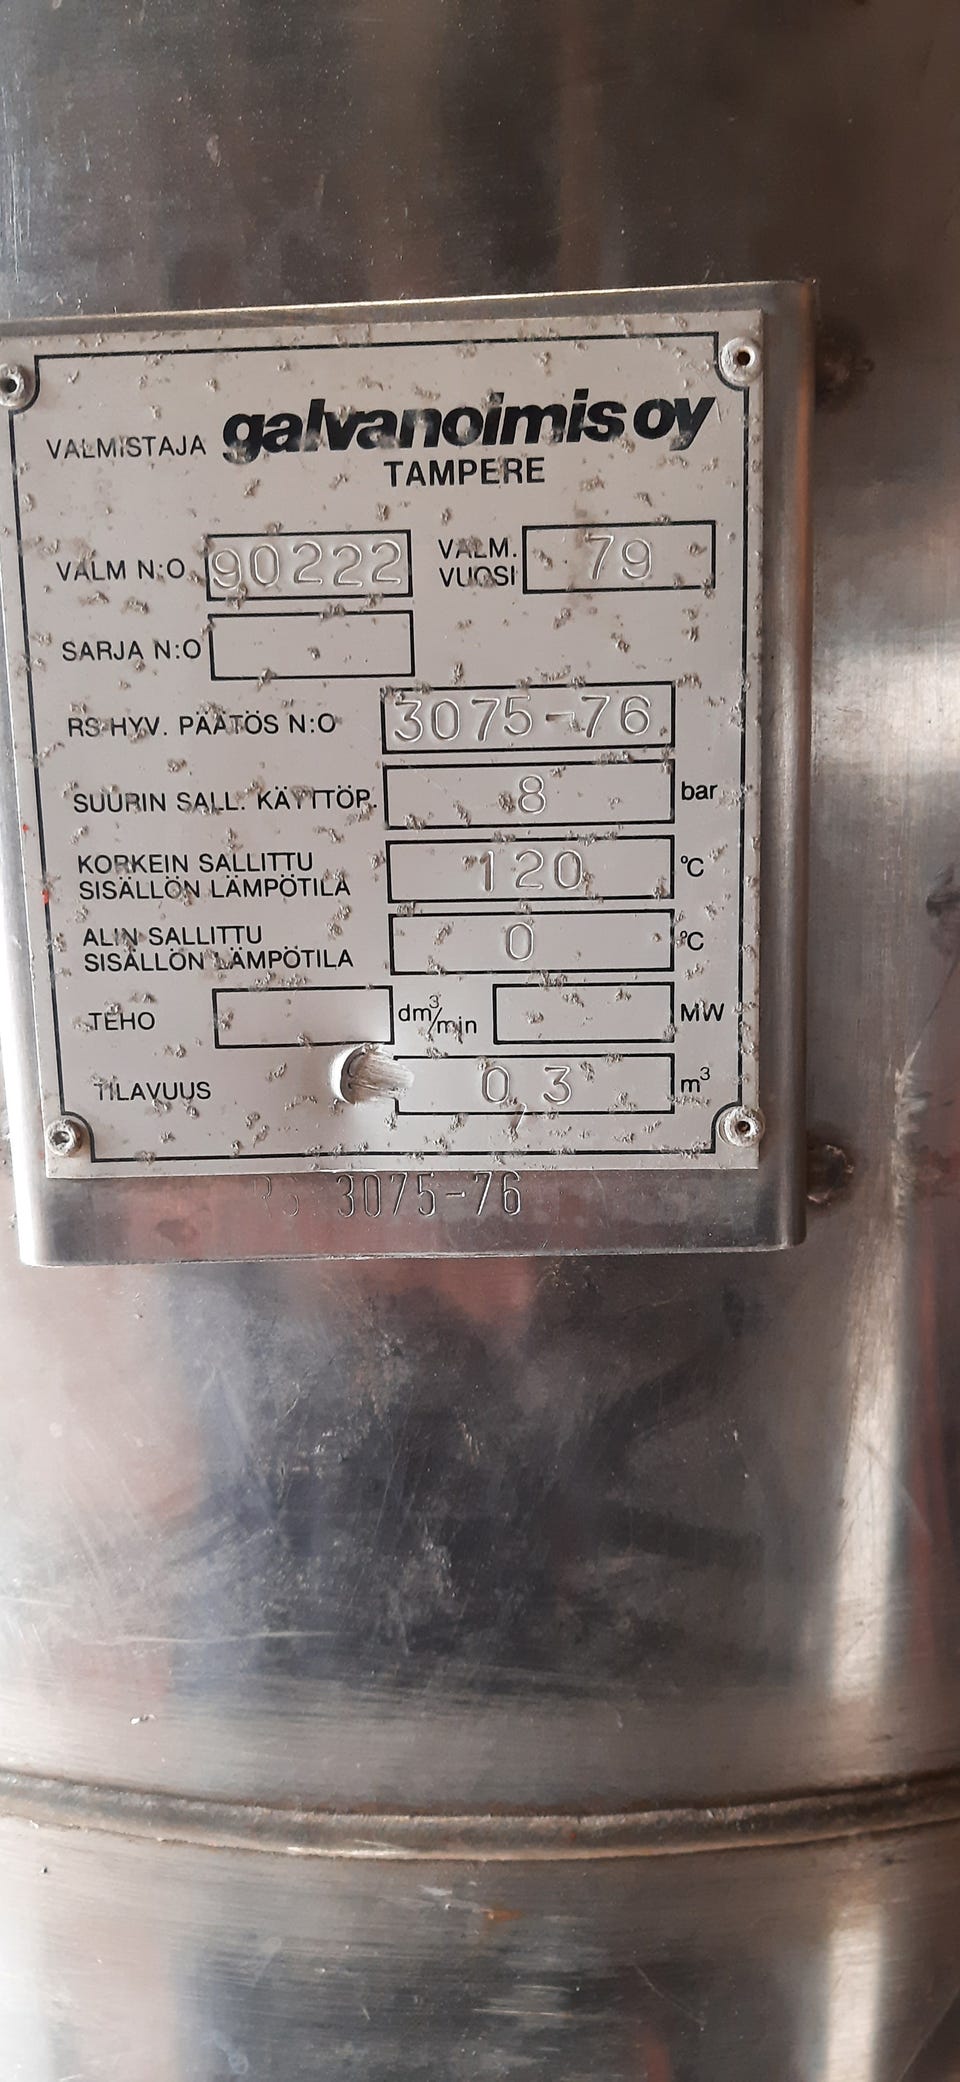 VALMISTAJA galvanoimis oy
TAMPERE
VALM N:O 90222 VALM. VUOSI 79
SARJA N:O
RS-HYV. PÄÄTÖS N:O 3075-76
SUURIN SALL. KÄYTTÖP. 8 bar
KORKEIN SALLITTU
SISÄLLÖN LÄMPÖTILA 120 °C
ALIN SALLITTU
SISÄLLÖN LÄMPÖTILA 0 °C
TEHO dm³/min MW
TILAVUUS 0,3 m³
RS 3075-76